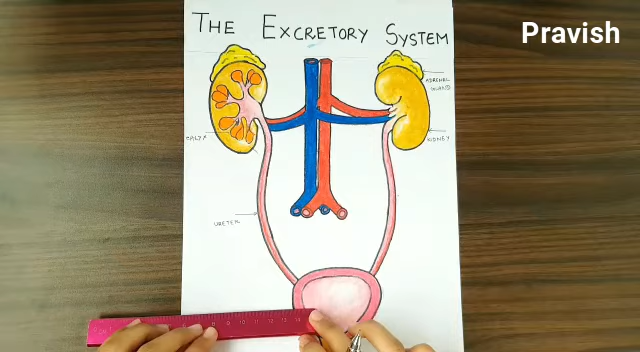 THE EXCRETORY SYSTEM
Pravish
ADRENAL
GLAND
CALYX
KIDNEY
URETER